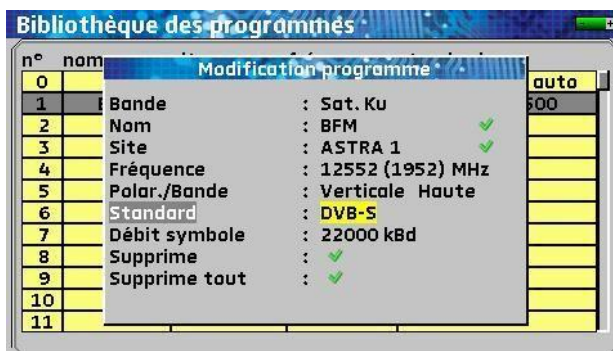 Bibliothèque des programmes
n° nom
Modification programme
0 auto
1 500
Bande : Sat. Ku
2 Nom : BFM
3 Site : ASTRA 1
4 Fréquence : 12552 (1952) MHz
5 Polar./Bande : Verticale Haute
6 Standard : DVB-S
7 Débit symbole : 22000 kBd
8 Supprime :
9 Supprime tout :
10
11